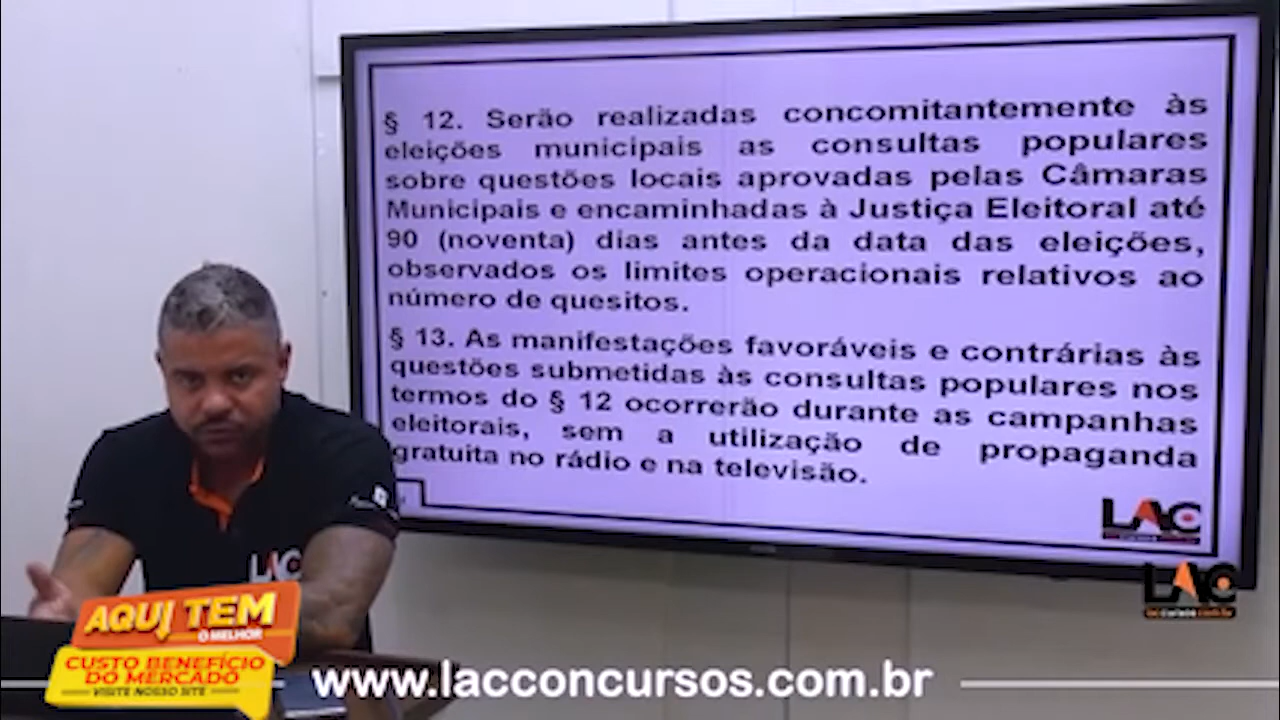 § 12. Serão realizadas concomitantemente às
eleições municipais as consultas populares
sobre questões locais aprovadas pelas Câmaras
Municipais e encaminhadas à Justiça Eleitoral até
90 (noventa) dias antes da data das eleições,
observados os limites operacionais relativos ao
número de quesitos.
§ 13. As manifestações favoráveis e contrárias às
questões submetidas às consultas populares nos
termos do § 12 ocorrerão durante as campanhas
eleitorais, sem a utilização de propaganda
gratuita no rádio e na televisão.
LAC
LAC
laccursos.com.br
LAC
AQUI TEM
O MELHOR
CUSTO BENEFÍCIO
DO MERCADO
VISITE NOSSO SITE
www.lacconcursos.com.br